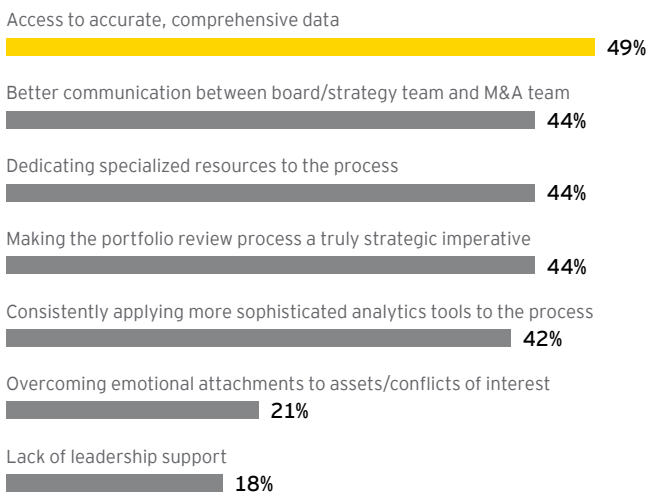 Access to accurate, comprehensive data
49%
Better communication between board/strategy team and M&A team
44%
Dedicating specialized resources to the process
44%
Making the portfolio review process a truly strategic imperative
44%
Consistently applying more sophisticated analytics tools to the process
42%
Overcoming emotional attachments to assets/conflicts of interest
21%
Lack of leadership support
18%